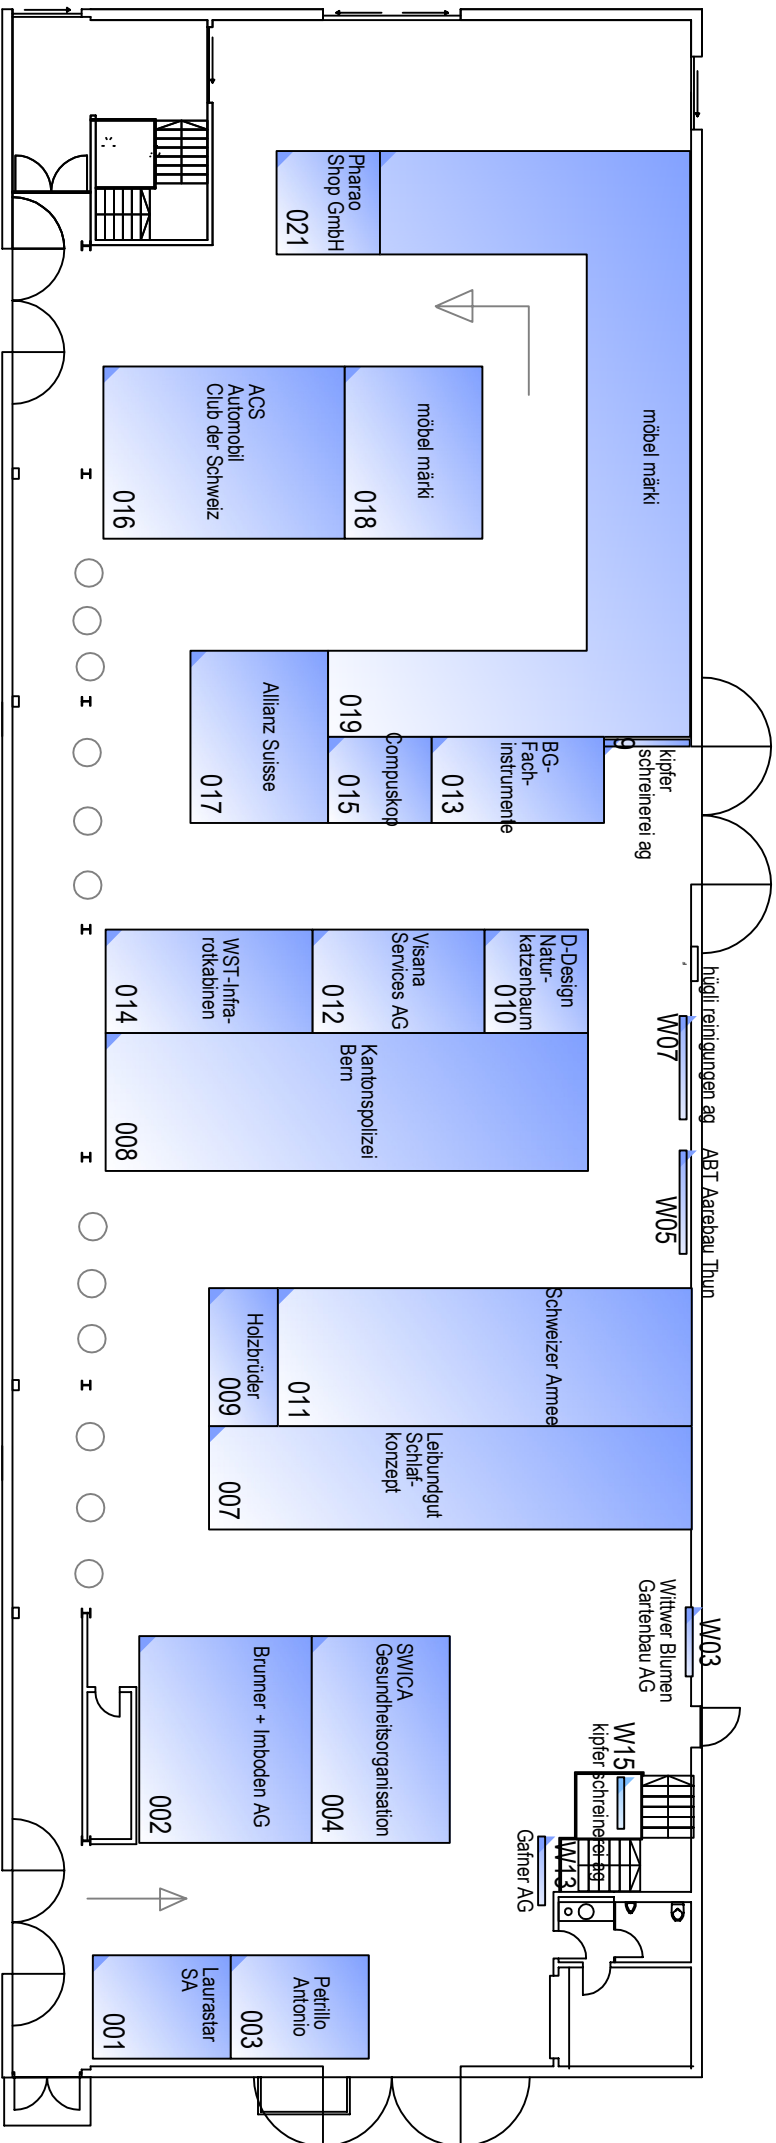 Pharao
Shop GmbH
021
möbel märki
019
ACS
Automobil
Club der Schweiz
016
möbel märki
018
Allianz Suisse
017
Compuskop
015
BG-
Fach-
instrumente
013
kipfer
schreinerei ag
9
WST-Infra-
rotkabinen
014
Visana
Services AG
012
D-Design
Natur-
katzenbaum
010
Kantonspolizei
Bern
008
hügli reinigungen ag
W07
ABT Aarebau Thun
W05
Holzbrüder
009
Schweizer Armee
011
Leibundgut
Schlaf-
konzept
007
Wittwer Blumen
Gartenbau AG
W03
Brunner + Imboden AG
002
SWICA
Gesundheitsorganisation
004
W15
kipfer schreinerei ag
W13
Gafner AG
Laurastar
SA
001
Petrillo
Antonio
003